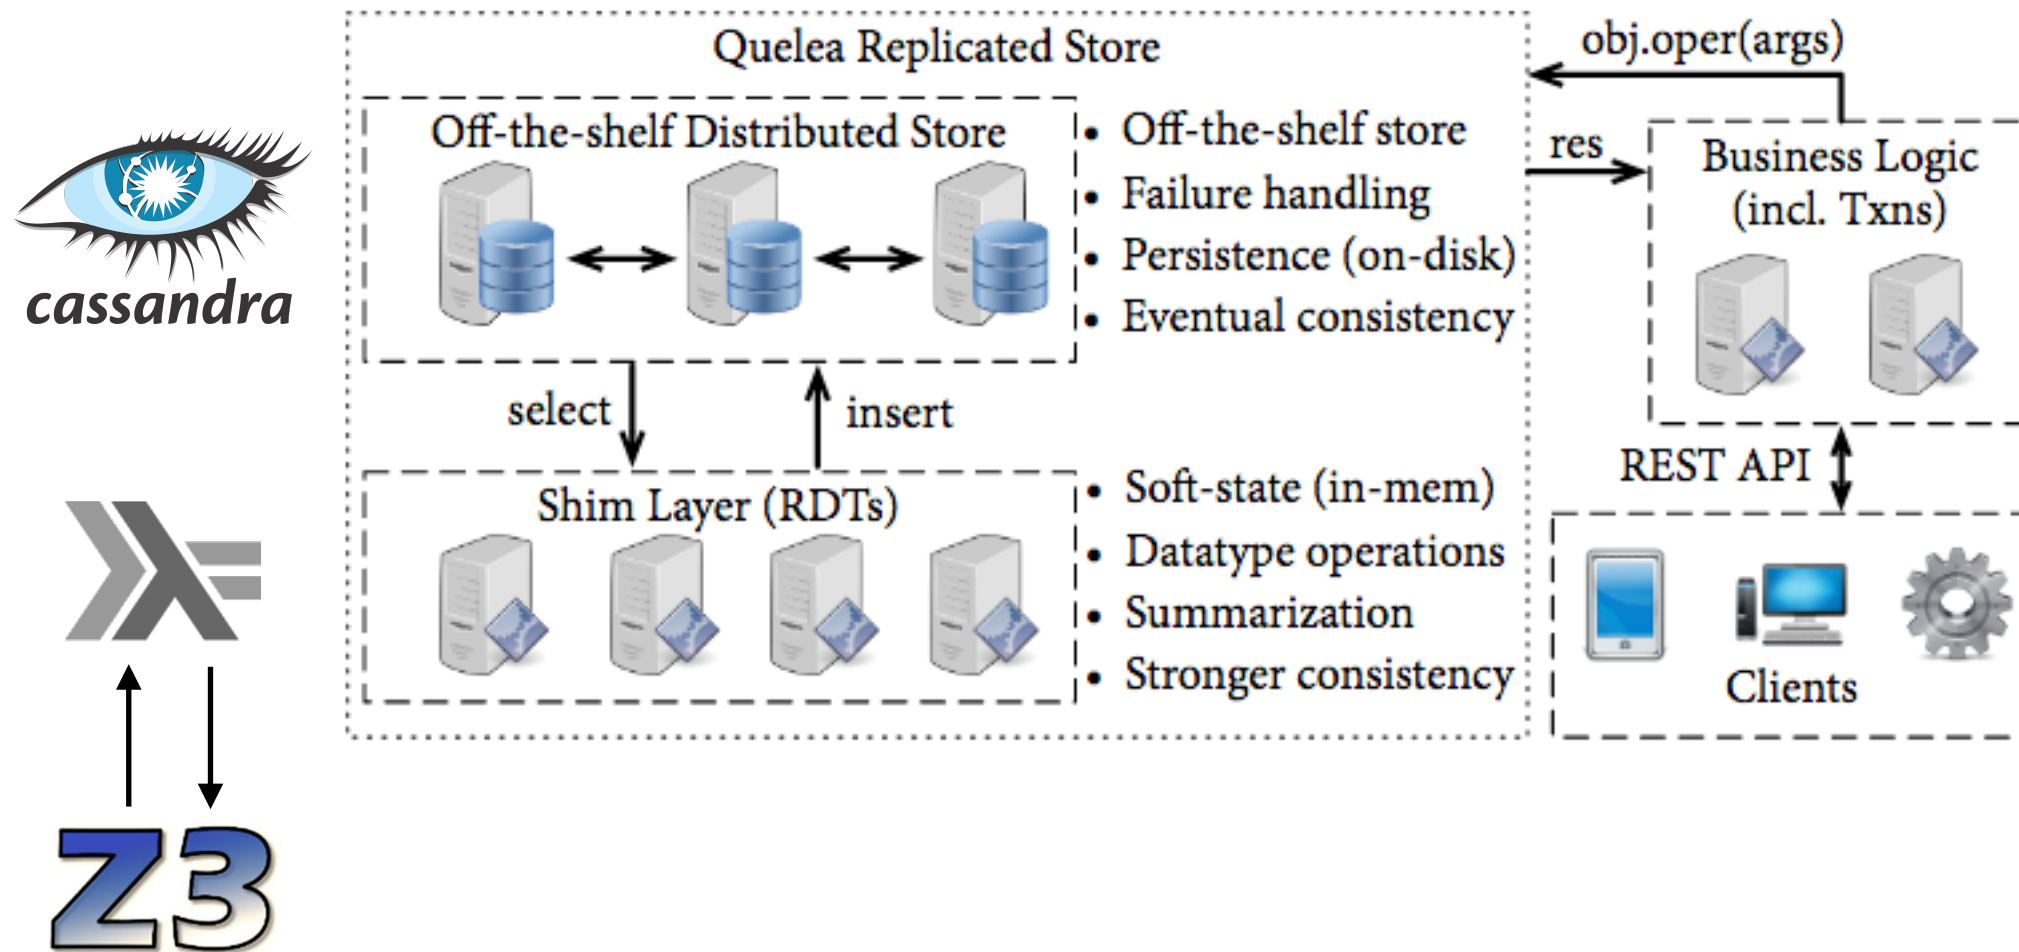 Quelea Replicated Store
Off-the-shelf Distributed Store
• Off-the-shelf store
• Failure handling
• Persistence (on-disk)
• Eventual consistency
cassandra
select
insert
Shim Layer (RDTs)
• Soft-state (in-mem)
• Datatype operations
• Summarization
• Stronger consistency
obj.oper(args)
res
Business Logic
(incl. Txns)
REST API
Clients
Z3